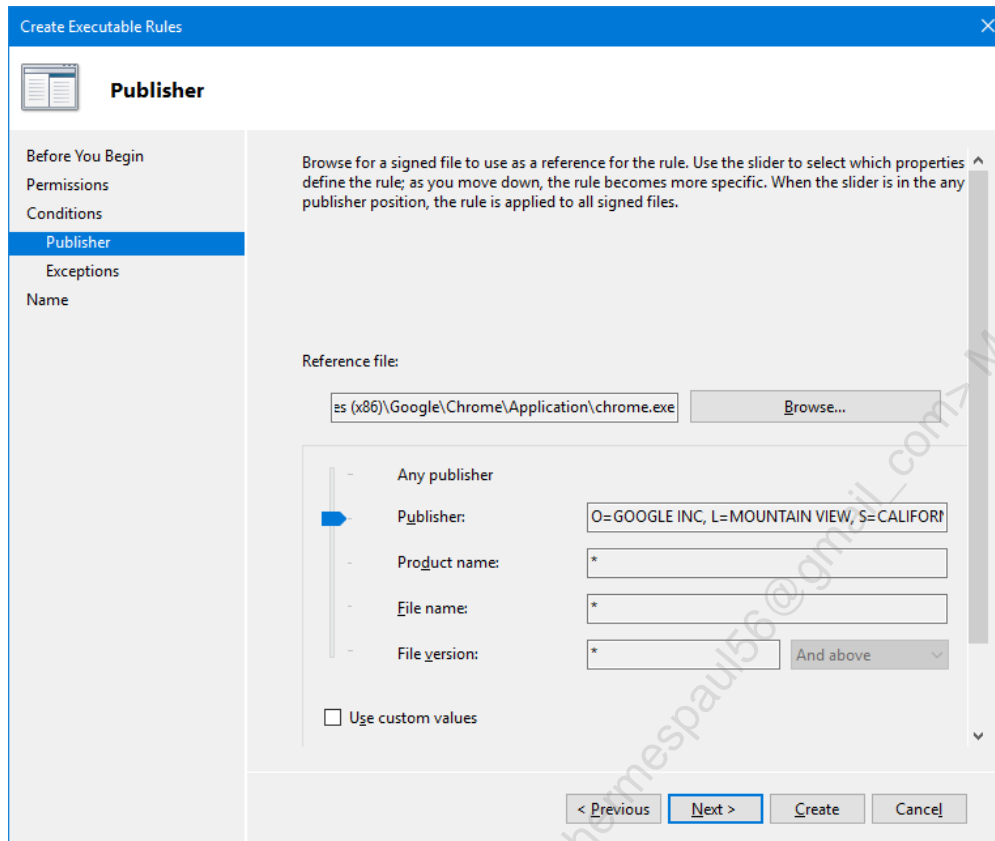 Create Executable Rules
Publisher
Before You Begin
Permissions
Conditions
Publisher
Exceptions
Name
Browse for a signed file to use as a reference for the rule. Use the slider to select which properties
define the rule; as you move down, the rule becomes more specific. When the slider is in the any
publisher position, the rule is applied to all signed files.
Reference file:
es (x86)\Google\Chrome\Application\chrome.exe
Browse...
Any publisher
Publisher:
O=GOOGLE INC, L=MOUNTAIN VIEW, S=CALIFORN
Product name:
*
File name:
*
File version:
*
And above
Use custom values
< Previous
Next >
Create
Cancel
hermespaul56@gmail_com> M